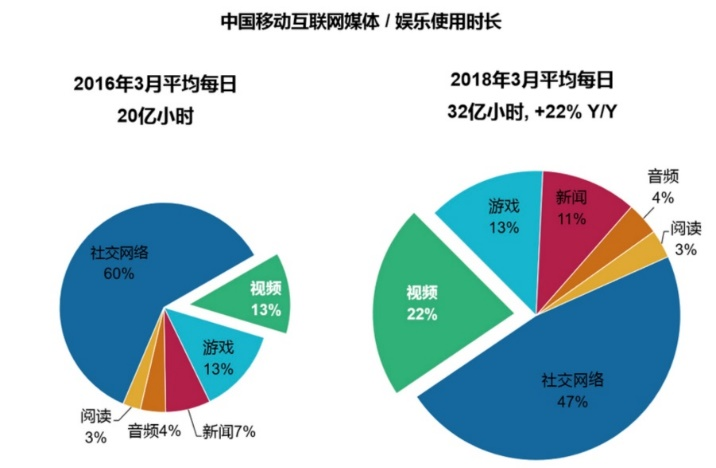 中国移动互联网媒体 / 娱乐使用时长
2016年3月平均每日
20亿小时
社交网络
60%
视频
13%
游戏
13%
新闻7%
音频4%
阅读
3%
2018年3月平均每日
32亿小时, +22% Y/Y
游戏
13%
新闻
11%
音频
4%
阅读
3%
视频
22%
社交网络
47%